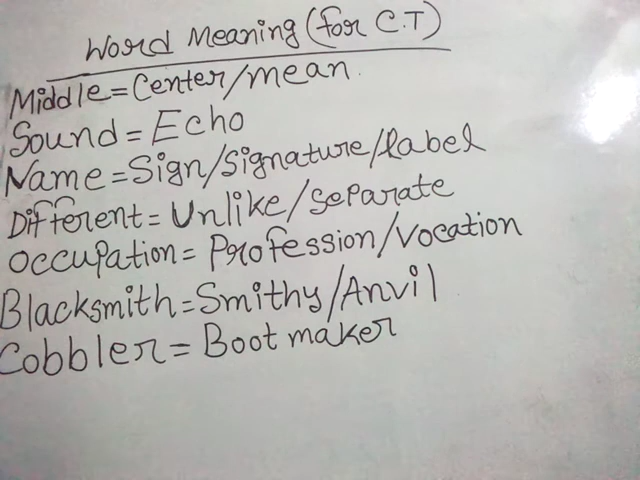 Word Meaning (for C.T)
Middle = Center/mean
Sound = Echo
Name = Sign/Signature/label
Different = Unlike/Separate
Occupation = Profession/Vocation
Blacksmith = Smithy/Anvil
Cobbler = Boot maker